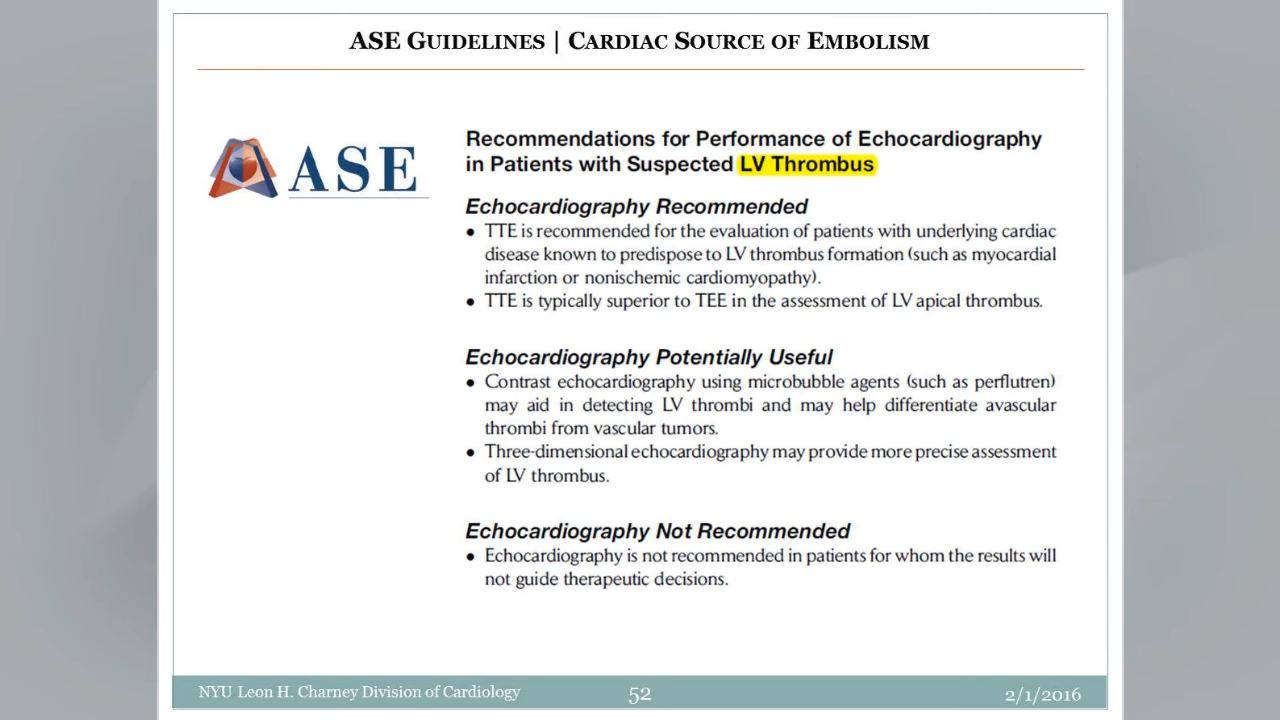 ASE GUIDELINES | CARDIAC SOURCE OF EMBOLISM
ASE
Recommendations for Performance of Echocardiography
in Patients with Suspected LV Thrombus
Echocardiography Recommended
● TTE is recommended for the evaluation of patients with underlying cardiac
disease known to predispose to LV thrombus formation (such as myocardial
infarction or nonischemic cardiomyopathy).
● TTE is typically superior to TEE in the assessment of LV apical thrombus.
Echocardiography Potentially Useful
● Contrast echocardiography using microbubble agents (such as perflutren)
may aid in detecting LV thrombi and may help differentiate avascular
thrombi from vascular tumors.
● Three-dimensional echocardiography may provide more precise assessment
of LV thrombus.
Echocardiography Not Recommended
● Echocardiography is not recommended in patients for whom the results will
not guide therapeutic decisions.
NYU Leon H. Charney Division of Cardiology
52
2/1/2016